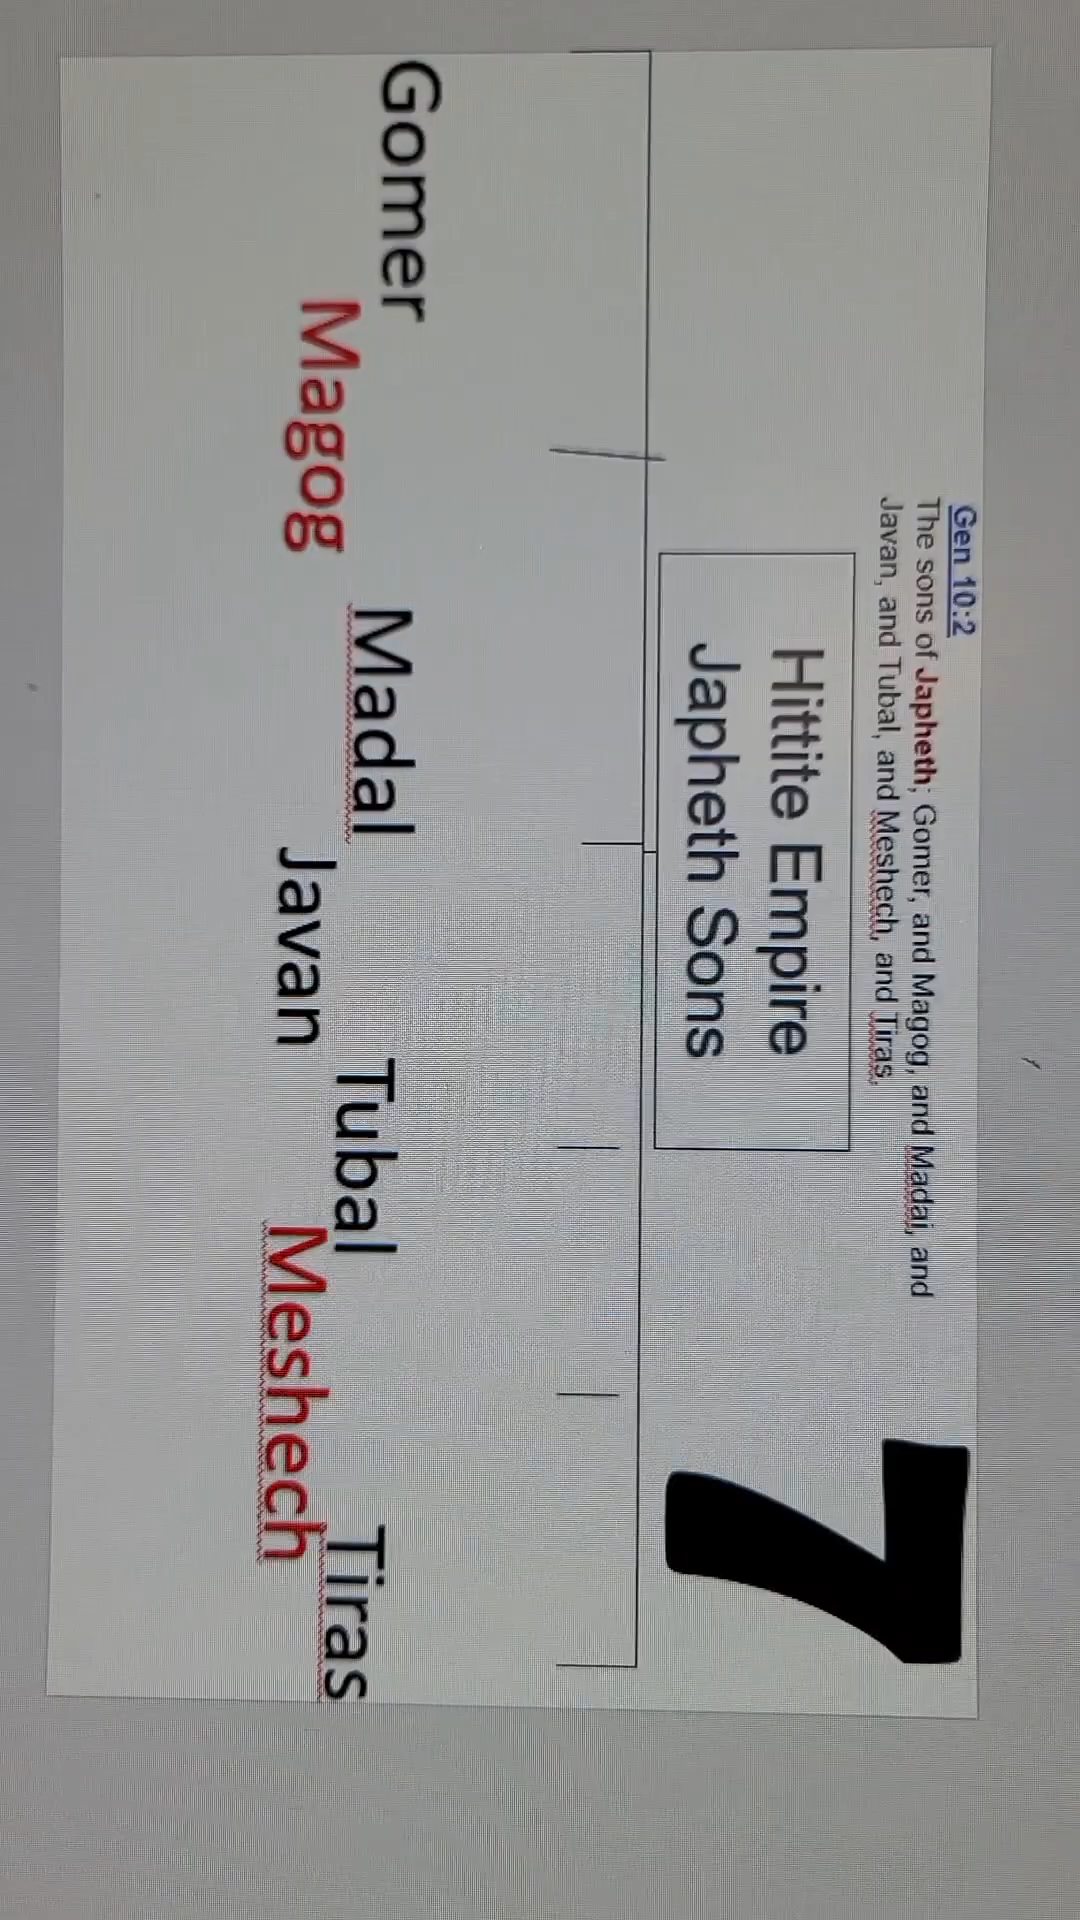 Gen 10:2
The sons of Japheth; Gomer, and Magog, and Madai, and
Javan, and Tubal, and Meshech, and Tiras.
7
Hittite Empire
Japheth Sons
Gomer
Magog
Madal
Javan
Tubal
Meshech
Tiras